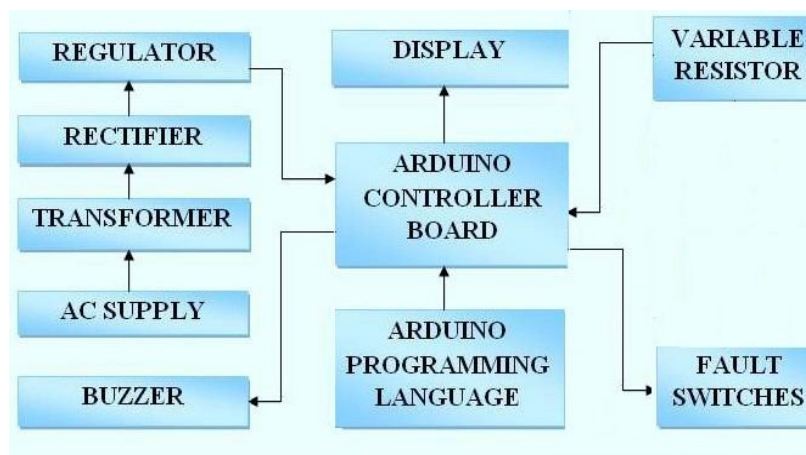 REGULATOR
DISPLAY
VARIABLE
RESISTOR
RECTIFIER
ARDUINO
CONTROLLER
BOARD
TRANSFORMER
AC SUPPLY
ARDUINO
PROGRAMMING
LANGUAGE
BUZZER
FAULT
SWITCHES